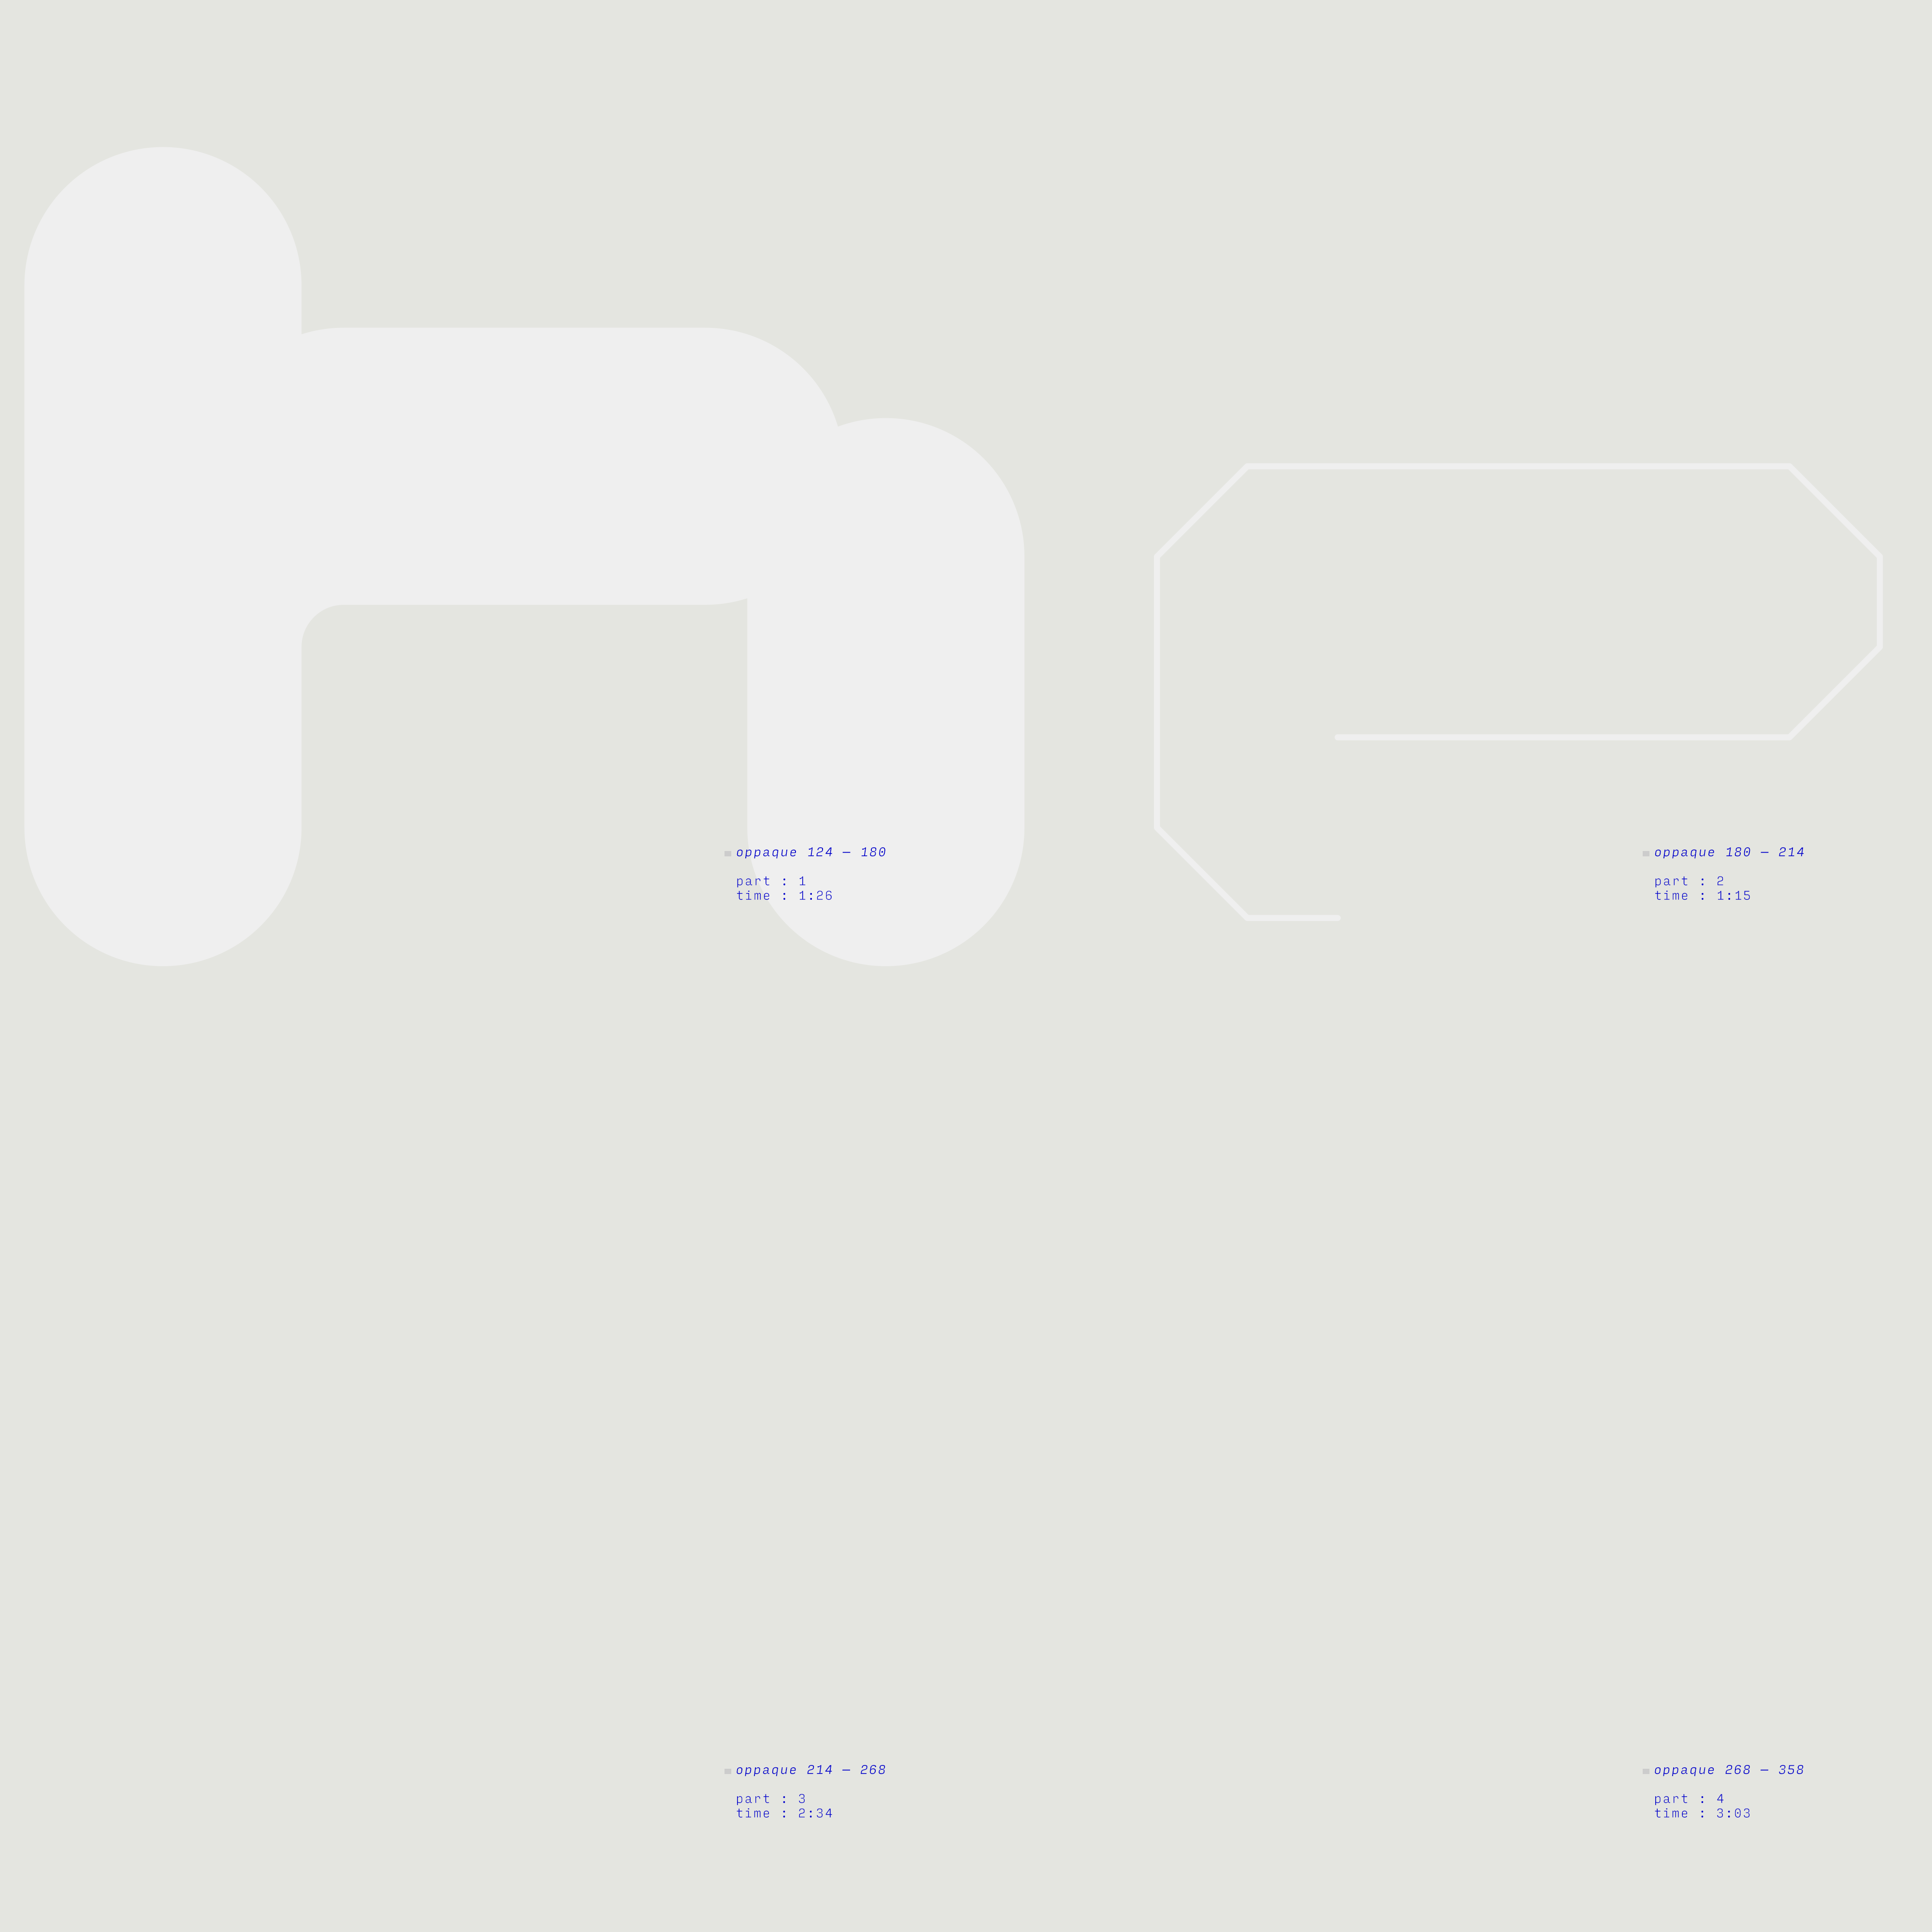 h e
oppaque 124 — 180
part : 1
time : 1:26
oppaque 180 — 214
part : 2
time : 1:15
oppaque 214 — 268
part : 3
time : 2:34
oppaque 268 — 358
part : 4
time : 3:03